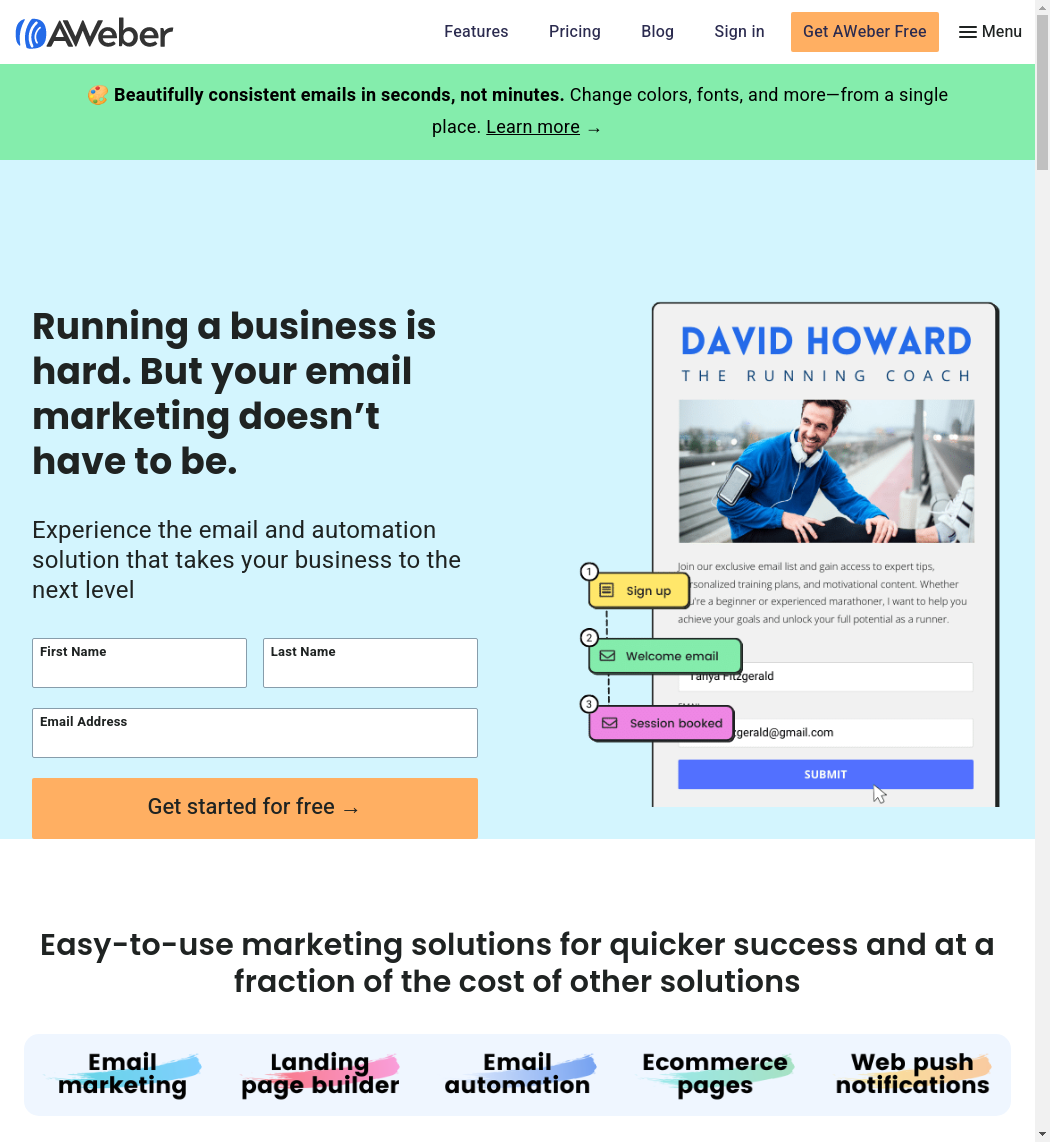 AWeber
Features
Pricing
Blog
Sign in
Get AWeber Free
Menu
🎨 Beautifully consistent emails in seconds, not minutes. Change colors, fonts, and more—from a single
place. Learn more →
Running a business is
hard. But your email
marketing doesn’t
have to be.
Experience the email and automation
solution that takes your business to the
next level
First Name
Last Name
Email Address
Get started for free →
DAVID HOWARD
THE RUNNING COACH
Join our exclusive email list and gain access to expert tips,
personalized training plans, and motivational content. Whether
you're a beginner or experienced marathoner, I want to help you
achieve your goals and unlock your full potential as a runner.
1
Sign up
2
Welcome email
3
Session booked
Tanya Fitzgerald
zgerald@gmail.com
SUBMIT
Easy-to-use marketing solutions for quicker success and at a
fraction of the cost of other solutions
Email
marketing
Landing
page builder
Email
automation
Ecommerce
pages
Web push
notifications